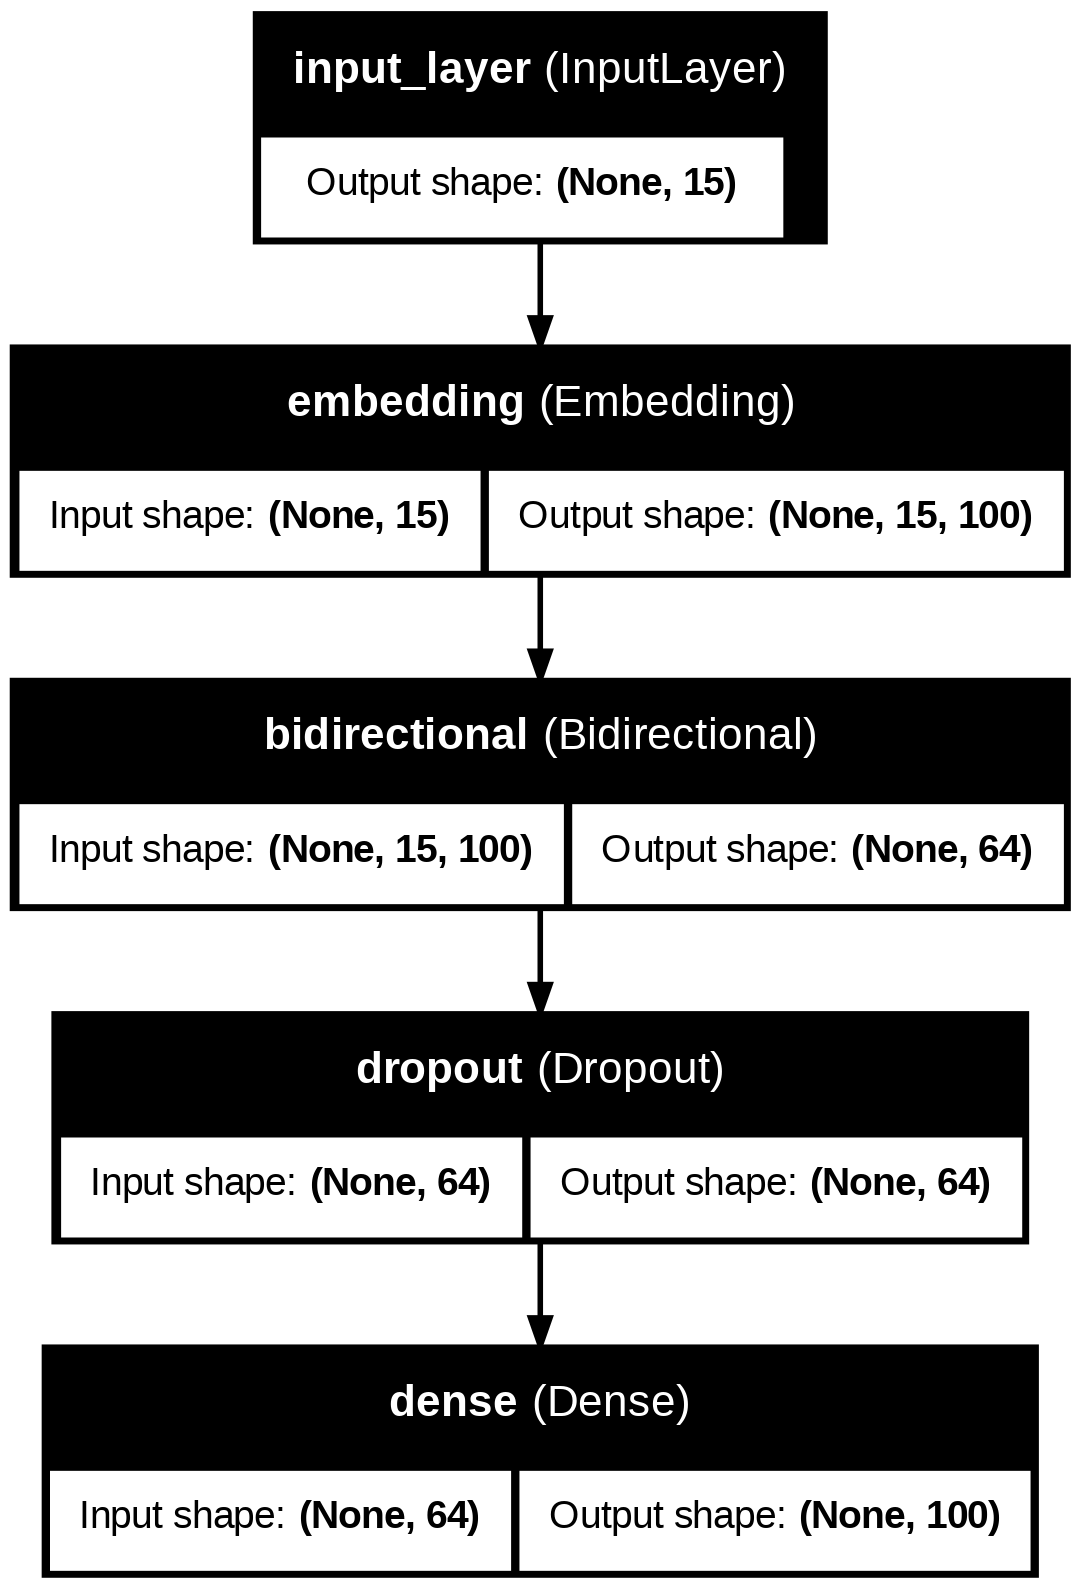 input_layer (InputLayer)
Output shape: (None, 15)
embedding (Embedding)
Input shape: (None, 15) Output shape: (None, 15, 100)
bidirectional (Bidirectional)
Input shape: (None, 15, 100) Output shape: (None, 64)
dropout (Dropout)
Input shape: (None, 64) Output shape: (None, 64)
dense (Dense)
Input shape: (None, 64) Output shape: (None, 100)